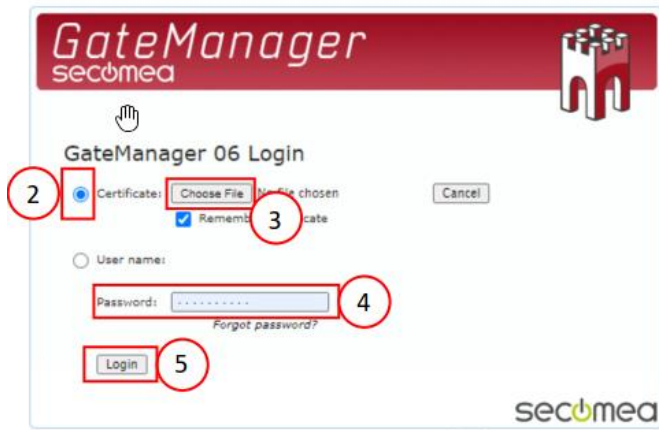 GateManager
secomea
GateManager 06 Login
2
Certificate: Choose File No file chosen Cancel
3
User name:
Password: ..........
4
Forgot password?
Login
5
secomea